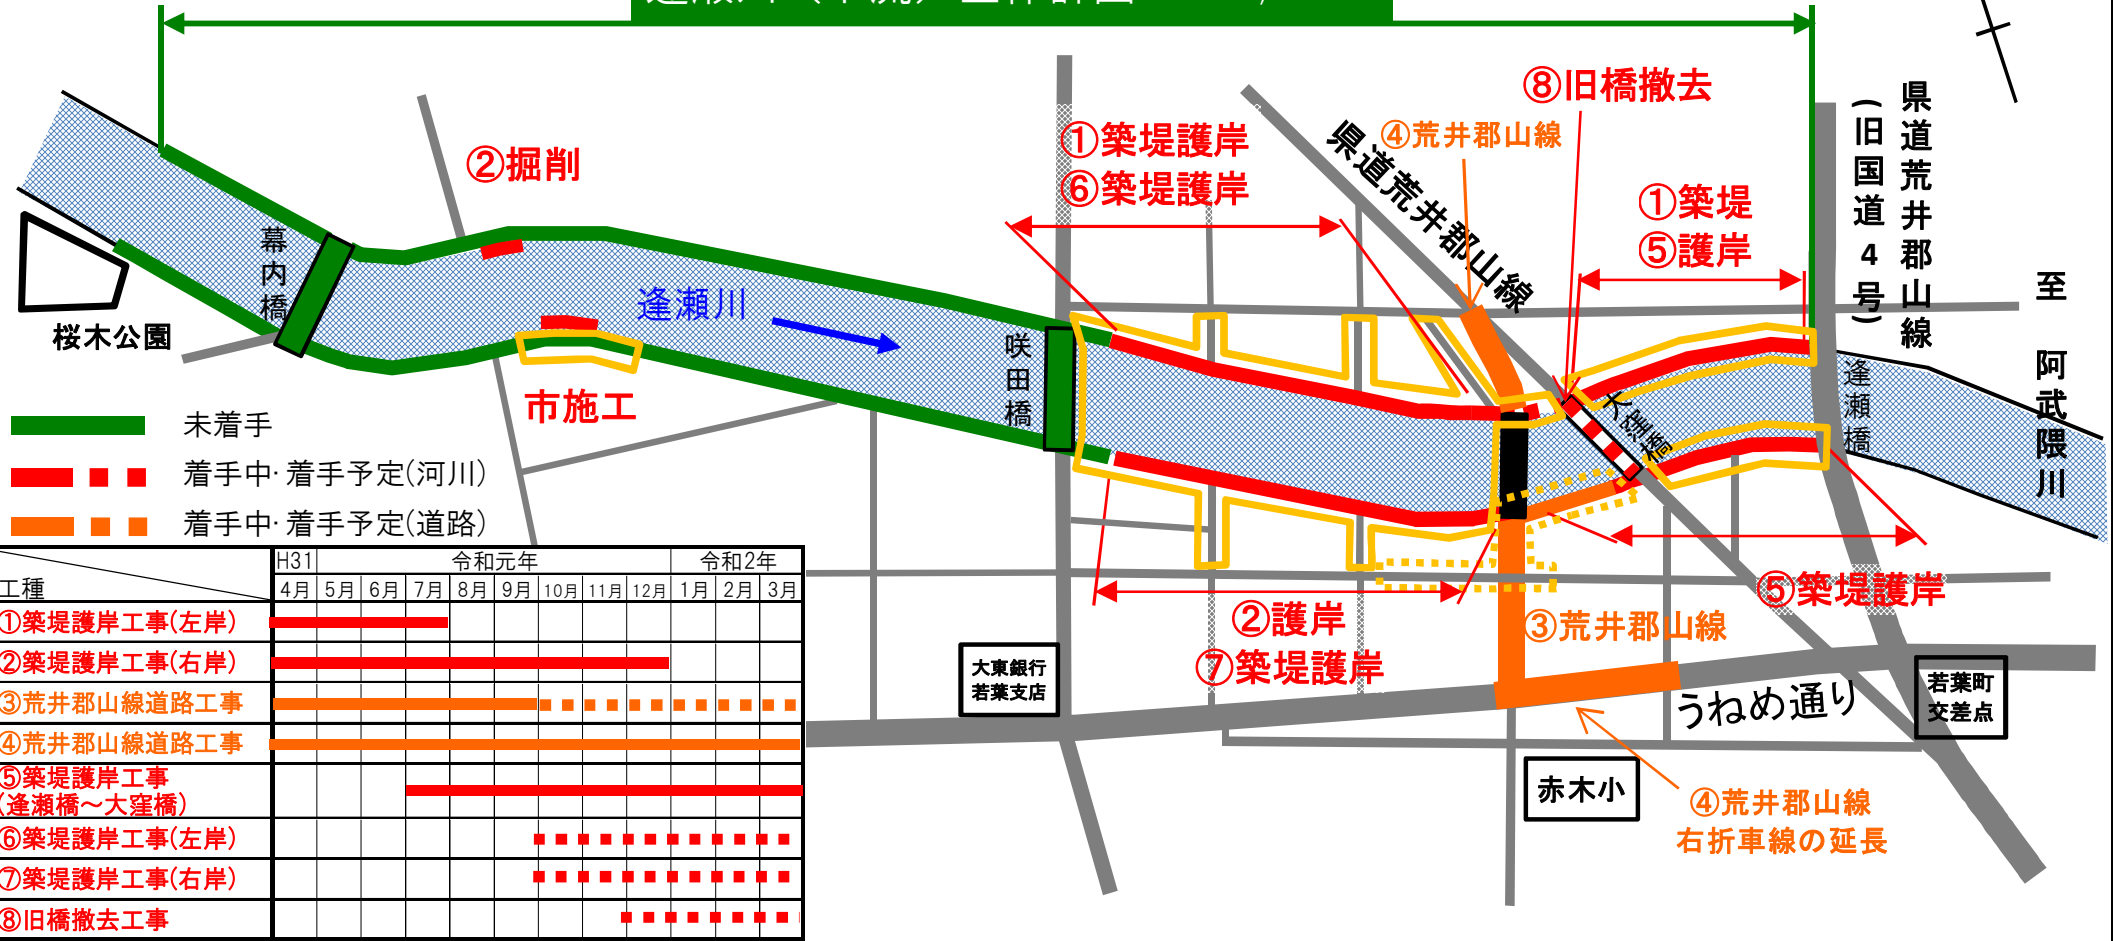 ⑧旧橋撤去
①築堤護岸
⑥築堤護岸
④荒井郡山線
県道荒井郡山線
①築堤
⑤護岸
県道荒井郡山線
(旧国道4号)
②掘削
幕内橋
逢瀬川
桜木公園
咲田橋
大窪橋
逢瀬橋
至 阿武隈川
市施工
未着手
着手中・着手予定(河川)
着手中・着手予定(道路)
②護岸
⑦築堤護岸
③荒井郡山線
⑤築堤護岸
大東銀行
若葉支店
うねめ通り
若葉町
交差点
赤木小
④荒井郡山線
右折車線の延長
工種
H31 令和元年 令和2年
4月 5月 6月 7月 8月 9月 10月 11月 12月 1月 2月 3月
①築堤護岸工事(左岸)
②築堤護岸工事(右岸)
③荒井郡山線道路工事
④荒井郡山線道路工事
⑤築堤護岸工事
(逢瀬橋～大窪橋)
⑥築堤護岸工事(左岸)
⑦築堤護岸工事(右岸)
⑧旧橋撤去工事